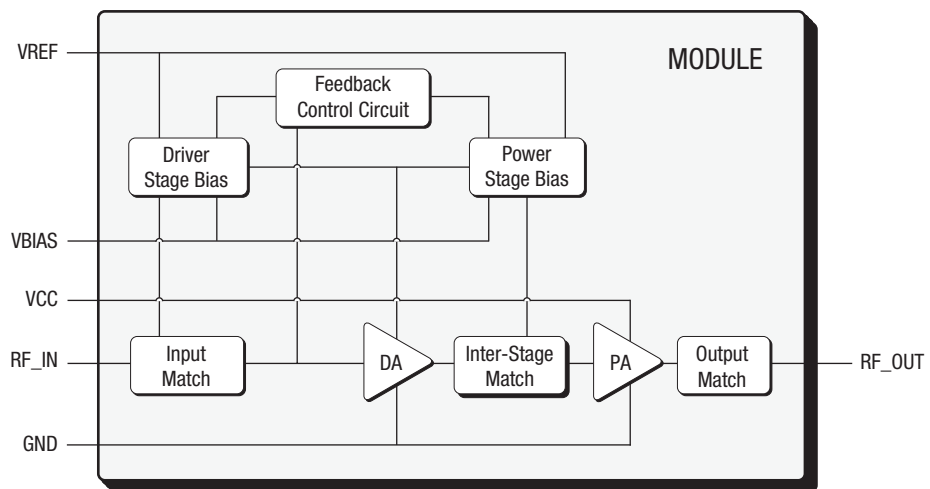 VREF
MODULE
Feedback
Control Circuit
Driver
Stage Bias
Power
Stage Bias
VBIAS
VCC
RF_IN
Input
Match
DA
Inter-Stage
Match
PA
Output
Match
RF_OUT
GND